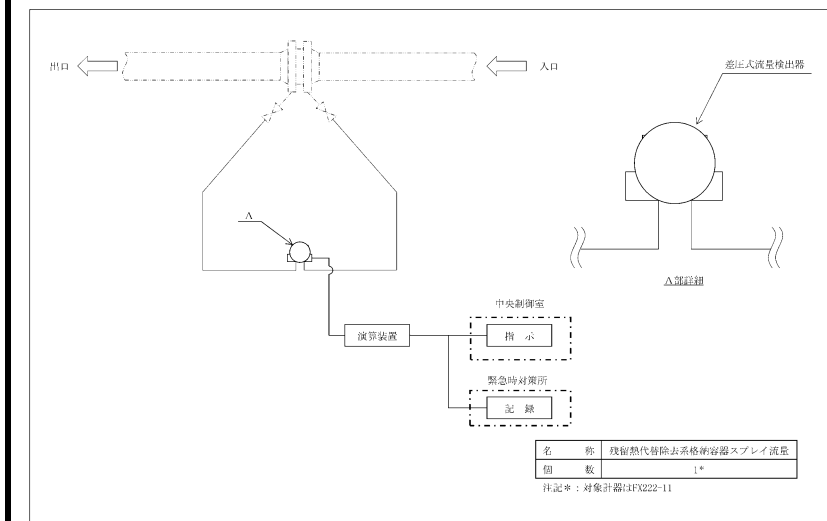 出口
入口
差圧式流量検出器
A
A部詳細
中央制御室
演算装置
指 示
緊急時対策所
記 録
名 称 残留熱代替除去系格納容器スプレイ流量
個 数 1*
注記*：対象計器はFX222-11